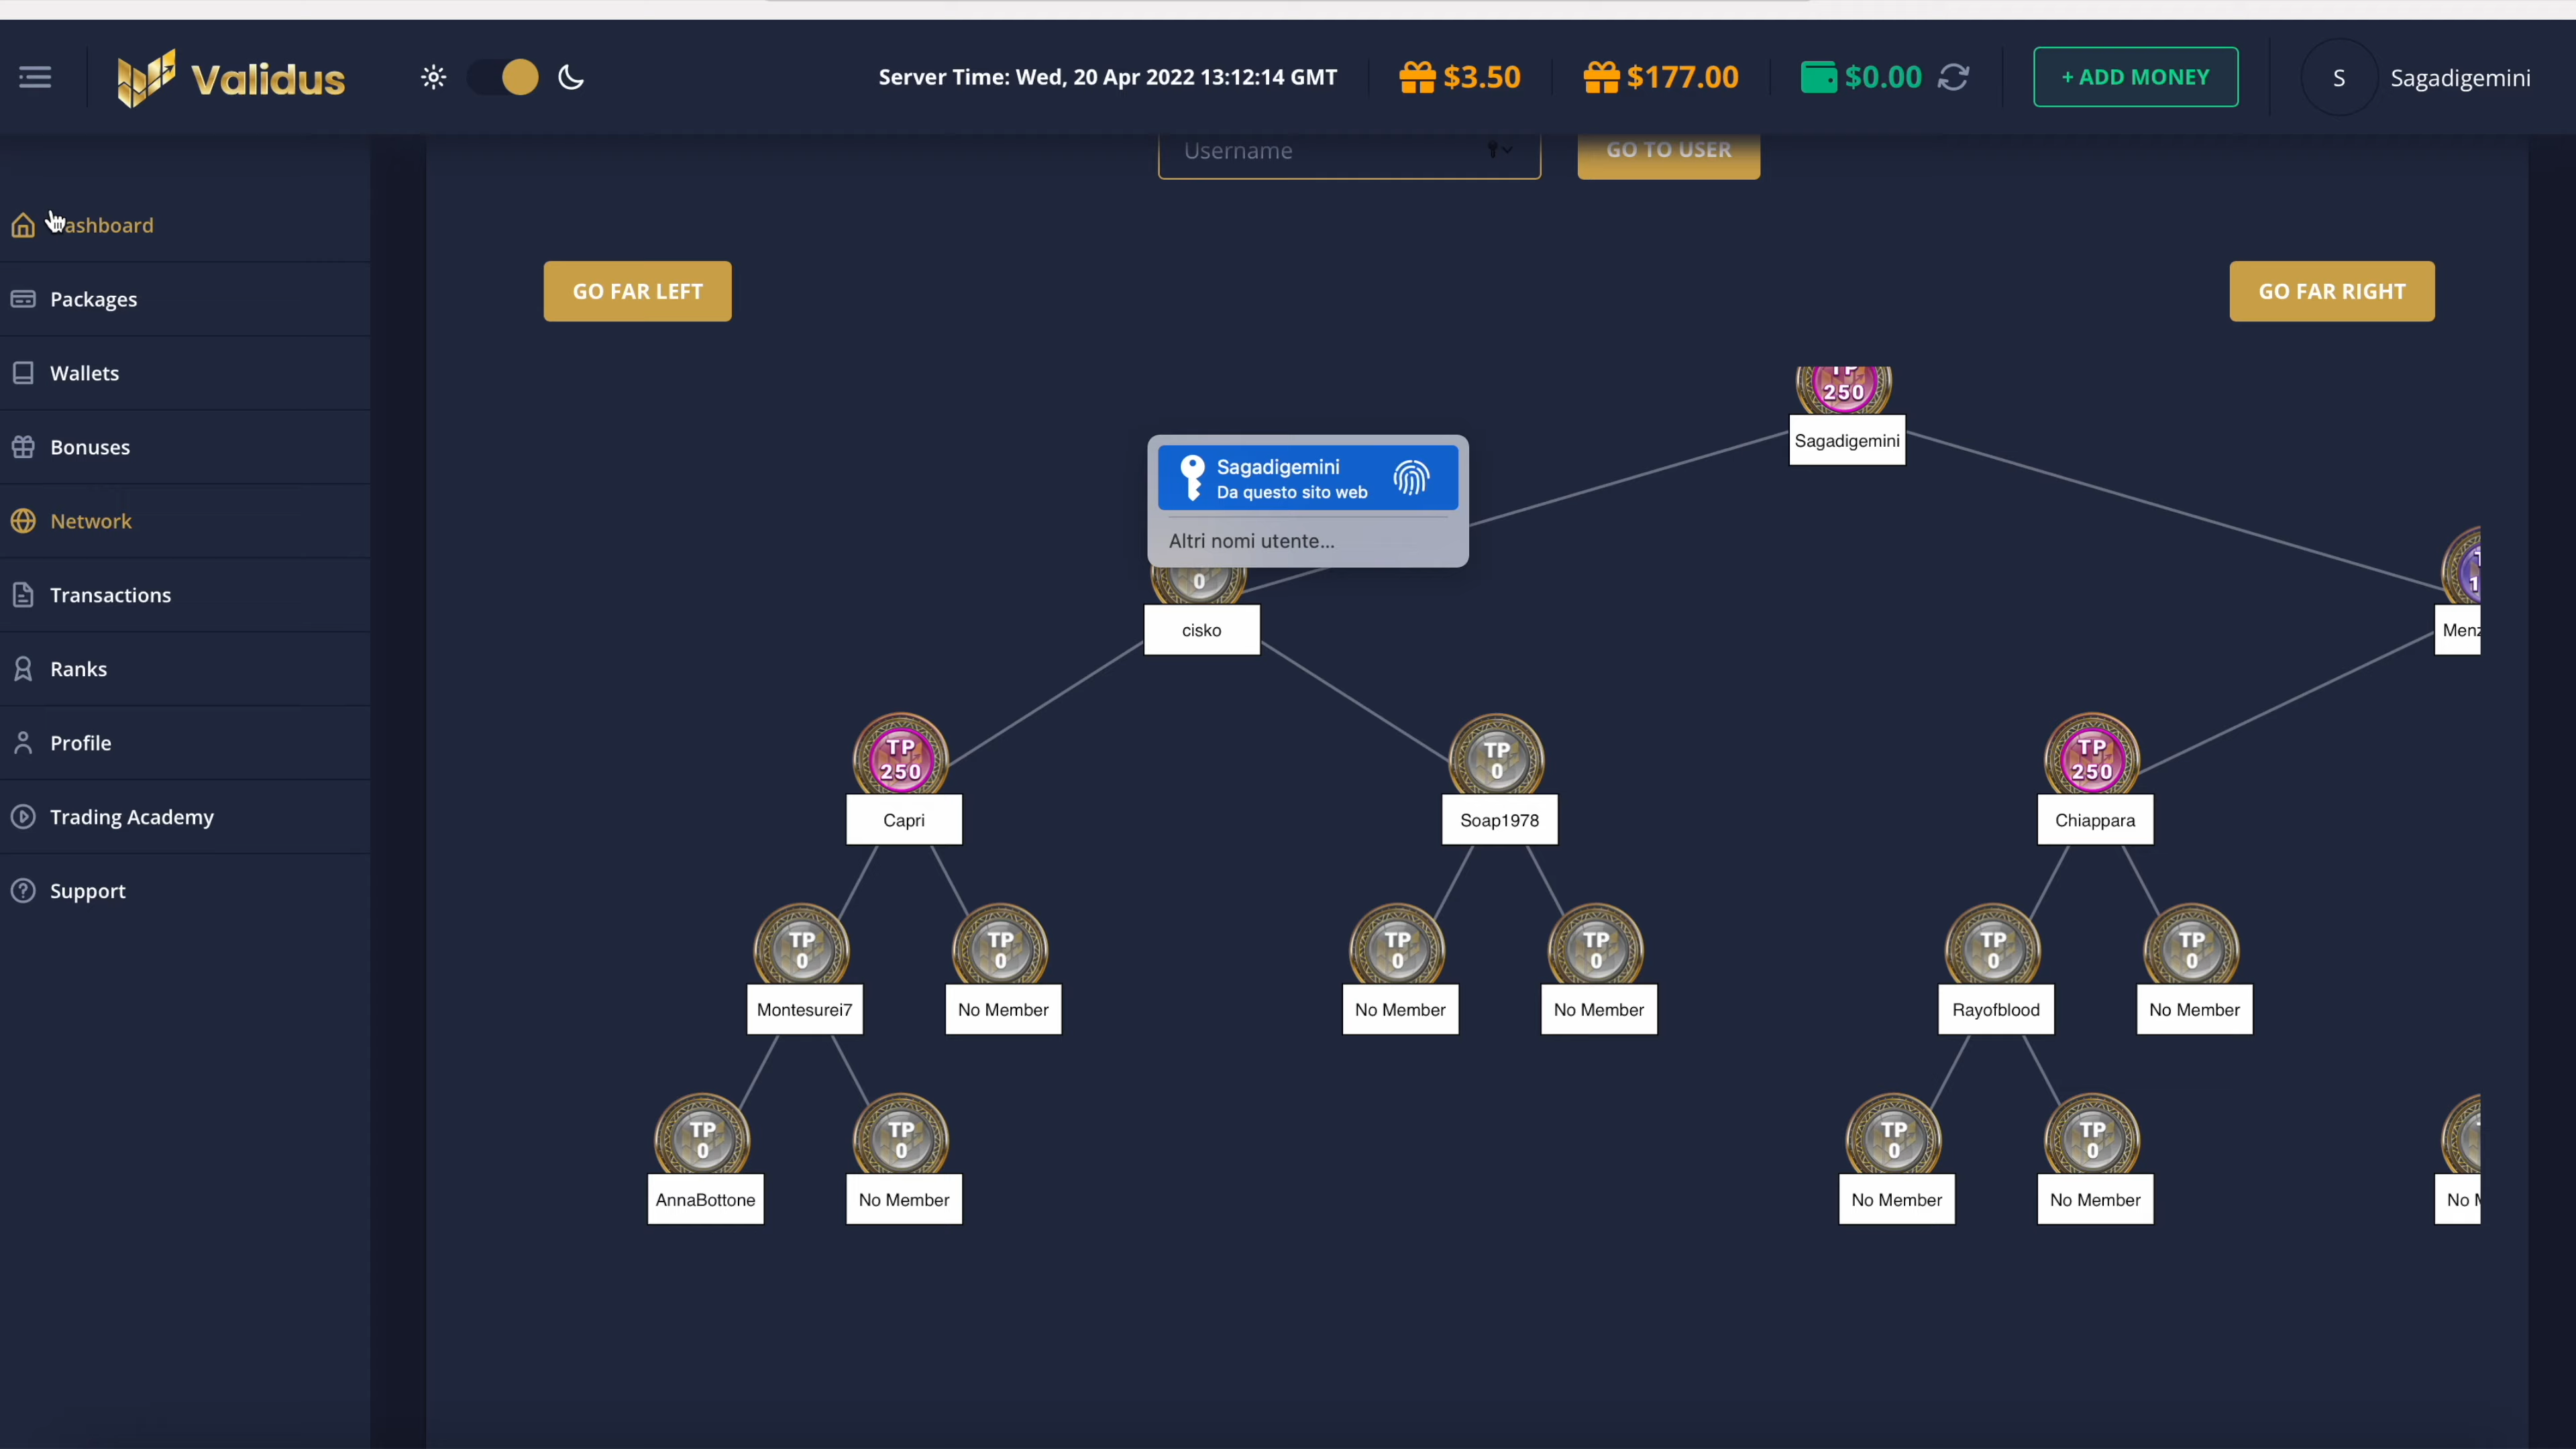 Validus
Server Time: Wed, 20 Apr 2022 13:12:14 GMT
$3.50
$177.00
$0.00
+ ADD MONEY
S
Sagadigemini
Username
GO TO USER
Dashboard
Packages
Wallets
Bonuses
Network
Transactions
Ranks
Profile
Trading Academy
Support
GO FAR LEFT
GO FAR RIGHT
TP
250
Sagadigemini
Sagadigemini
Da questo sito web
Altri nomi utente...
0
cisko
Menz
TP
250
Capri
TP
0
Soap1978
TP
250
Chiappara
TP
0
Montesurei7
TP
0
No Member
TP
0
No Member
TP
0
No Member
TP
0
Rayofblood
TP
0
No Member
TP
0
AnnaBottone
TP
0
No Member
TP
0
No Member
TP
0
No Member
No